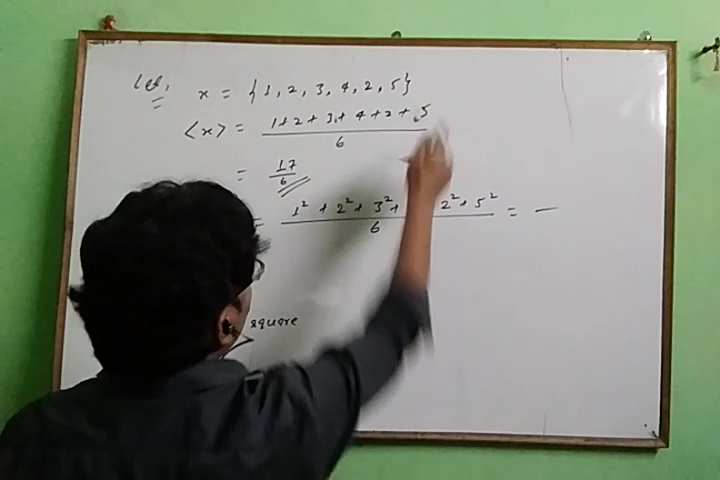 Let,
x = {1, 2, 3, 4, 2, 5}
<x> = 1+2+3+4+2+5
6
= 17
6
= 1² + 2² + 3² + 2² + 5² = —
6
square